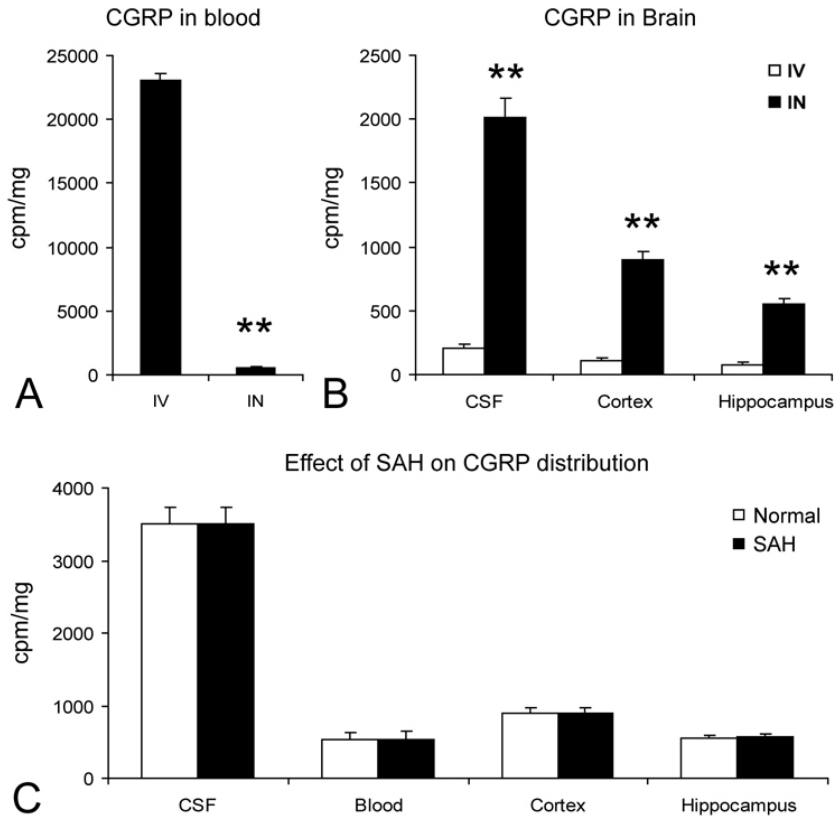 CGRP in blood
25000
20000
15000
10000
5000
0
cpm/mg
**
IV
IN
A
CGRP in Brain
2500
2000
1500
1000
500
0
cpm/mg
**
**
**
IV
IN
CSF
Cortex
Hippocampus
B
Effect of SAH on CGRP distribution
4000
3000
2000
1000
0
cpm/mg
Normal
SAH
CSF
Blood
Cortex
Hippocampus
C